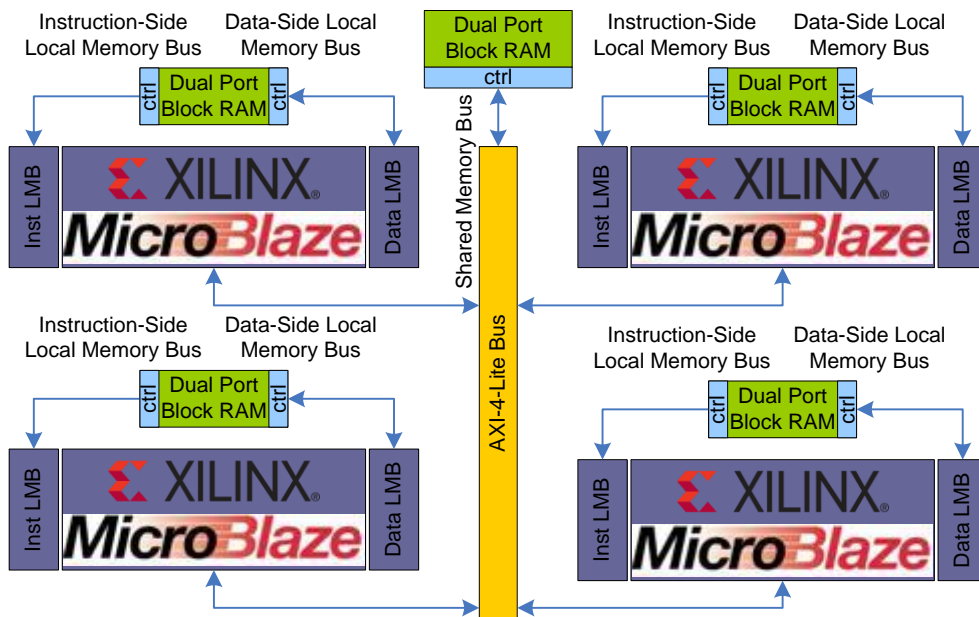 Instruction-Side
Local Memory Bus
Data-Side Local
Memory Bus
ctrl
Dual Port
Block RAM
ctrl
Inst LMB
XILINX®
MicroBlaze
Data LMB
Dual Port
Block RAM
ctrl
Shared Memory Bus
AXI-4-Lite Bus
Instruction-Side
Local Memory Bus
Data-Side Local
Memory Bus
ctrl
Dual Port
Block RAM
ctrl
Inst LMB
XILINX®
MicroBlaze
Data LMB
Instruction-Side
Local Memory Bus
Data-Side Local
Memory Bus
ctrl
Dual Port
Block RAM
ctrl
Inst LMB
XILINX®
MicroBlaze
Data LMB
Instruction-Side
Local Memory Bus
Data-Side Local
Memory Bus
ctrl
Dual Port
Block RAM
ctrl
Inst LMB
XILINX®
MicroBlaze
Data LMB